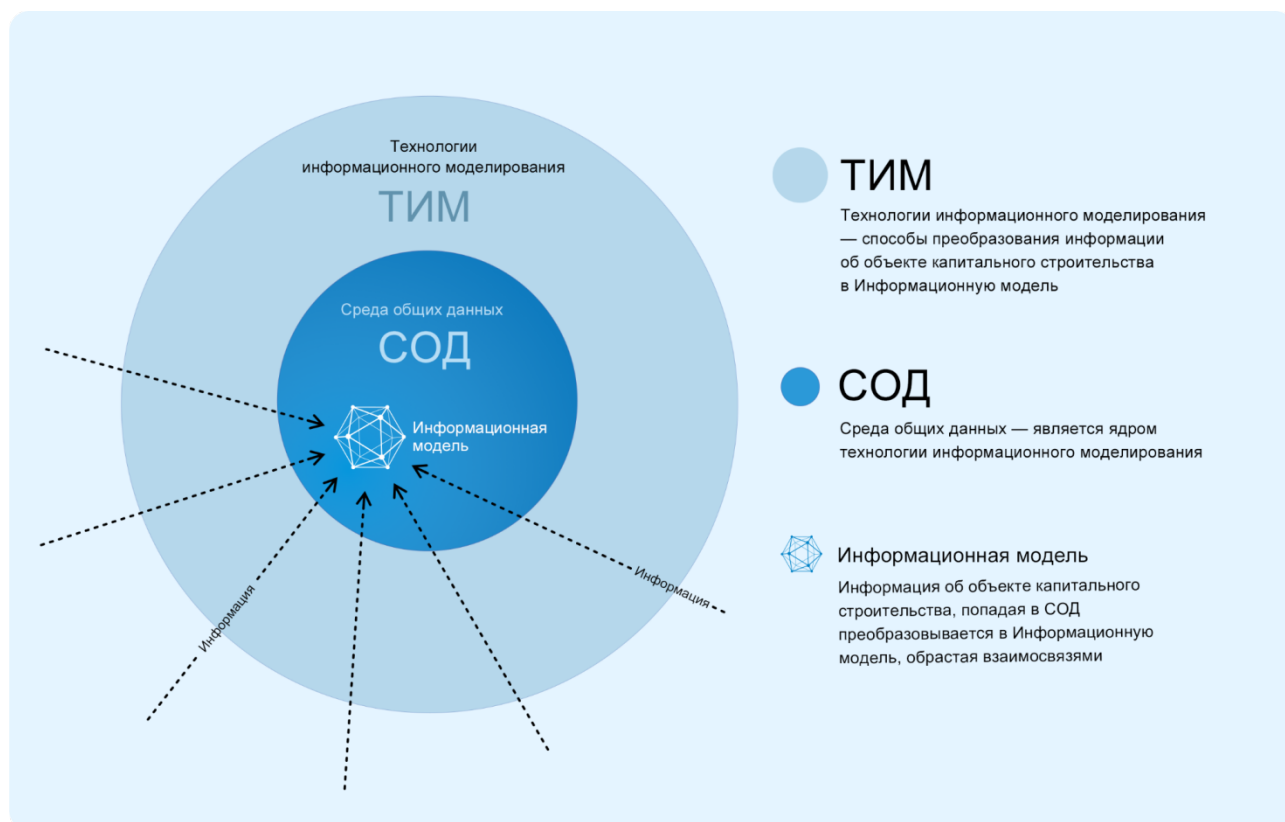 Технологии
информационного моделирования
ТИМ
Среда общих данных
СОД
Информационная
модель
Информация
Информация
ТИМ
Технологии информационного моделирования
— способы преобразования информации
об объекте капитального строительства
в Информационную модель
СОД
Среда общих данных — является ядром
технологии информационного моделирования
Информационная модель
Информация об объекте капитального
строительства, попадая в СОД
преобразовывается в Информационную
модель, обрастая взаимосвязями